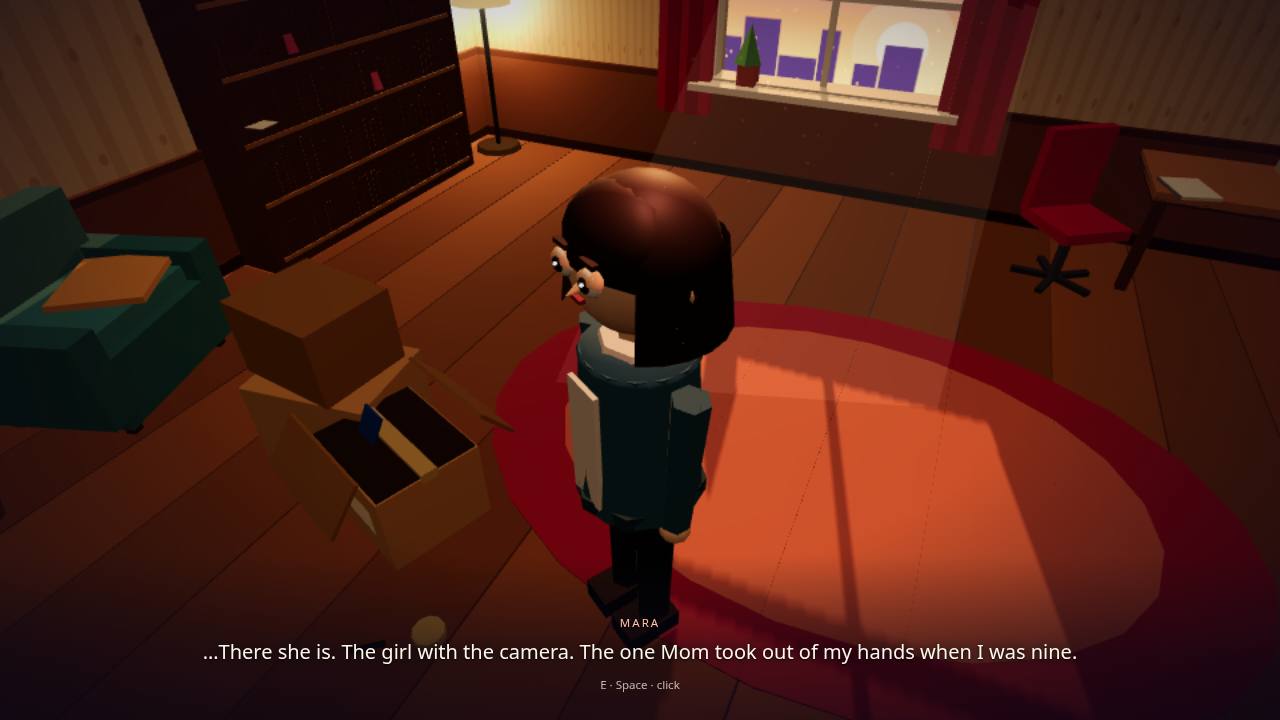 MARA
...There she is. The girl with the camera. The one Mom took out of my hands when I was nine.
E · Space · click